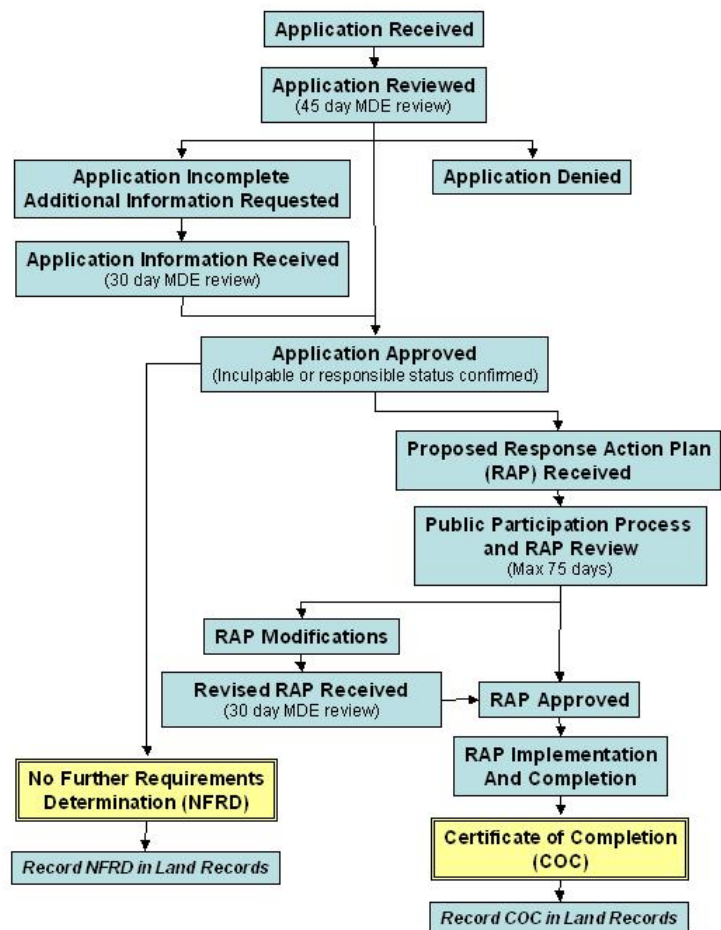 Application Received
Application Reviewed
(45 day MDE review)
Application Incomplete
Additional Information Requested
Application Denied
Application Information Received
(30 day MDE review)
Application Approved
(Inculpable or responsible status confirmed)
Proposed Response Action Plan
(RAP) Received
Public Participation Process
and RAP Review
(Max 75 days)
RAP Modifications
Revised RAP Received
(30 day MDE review)
RAP Approved
RAP Implementation
And Completion
No Further Requirements
Determination (NFRD)
Certificate of Completion
(COC)
Record NFRD in Land Records
Record COC in Land Records